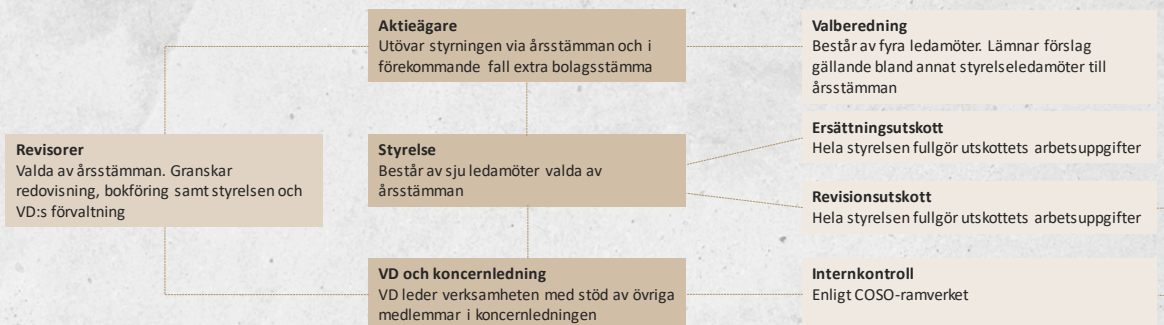 Aktieägare
Utövar styrningen via årsstämman och i
förekommande fall extra bolagsstämma
Valberedning
Består av fyra ledamöter. Lämnar förslag
gällande bland annat styrelseledamöter till
årsstämman
Revisorer
Valda av årsstämman. Granskar
redovisning, bokföring samt styrelsen och
VD:s förvaltning
Styrelse
Består av sju ledamöter valda av
årsstämman
Ersättningsutskott
Hela styrelsen fullgör utskottets arbetsuppgifter
Revisionsutskott
Hela styrelsen fullgör utskottets arbetsuppgifter
VD och koncernledning
VD leder verksamheten med stöd av övriga
medlemmar i koncernledningen
Internkontroll
Enligt COSO-ramverket